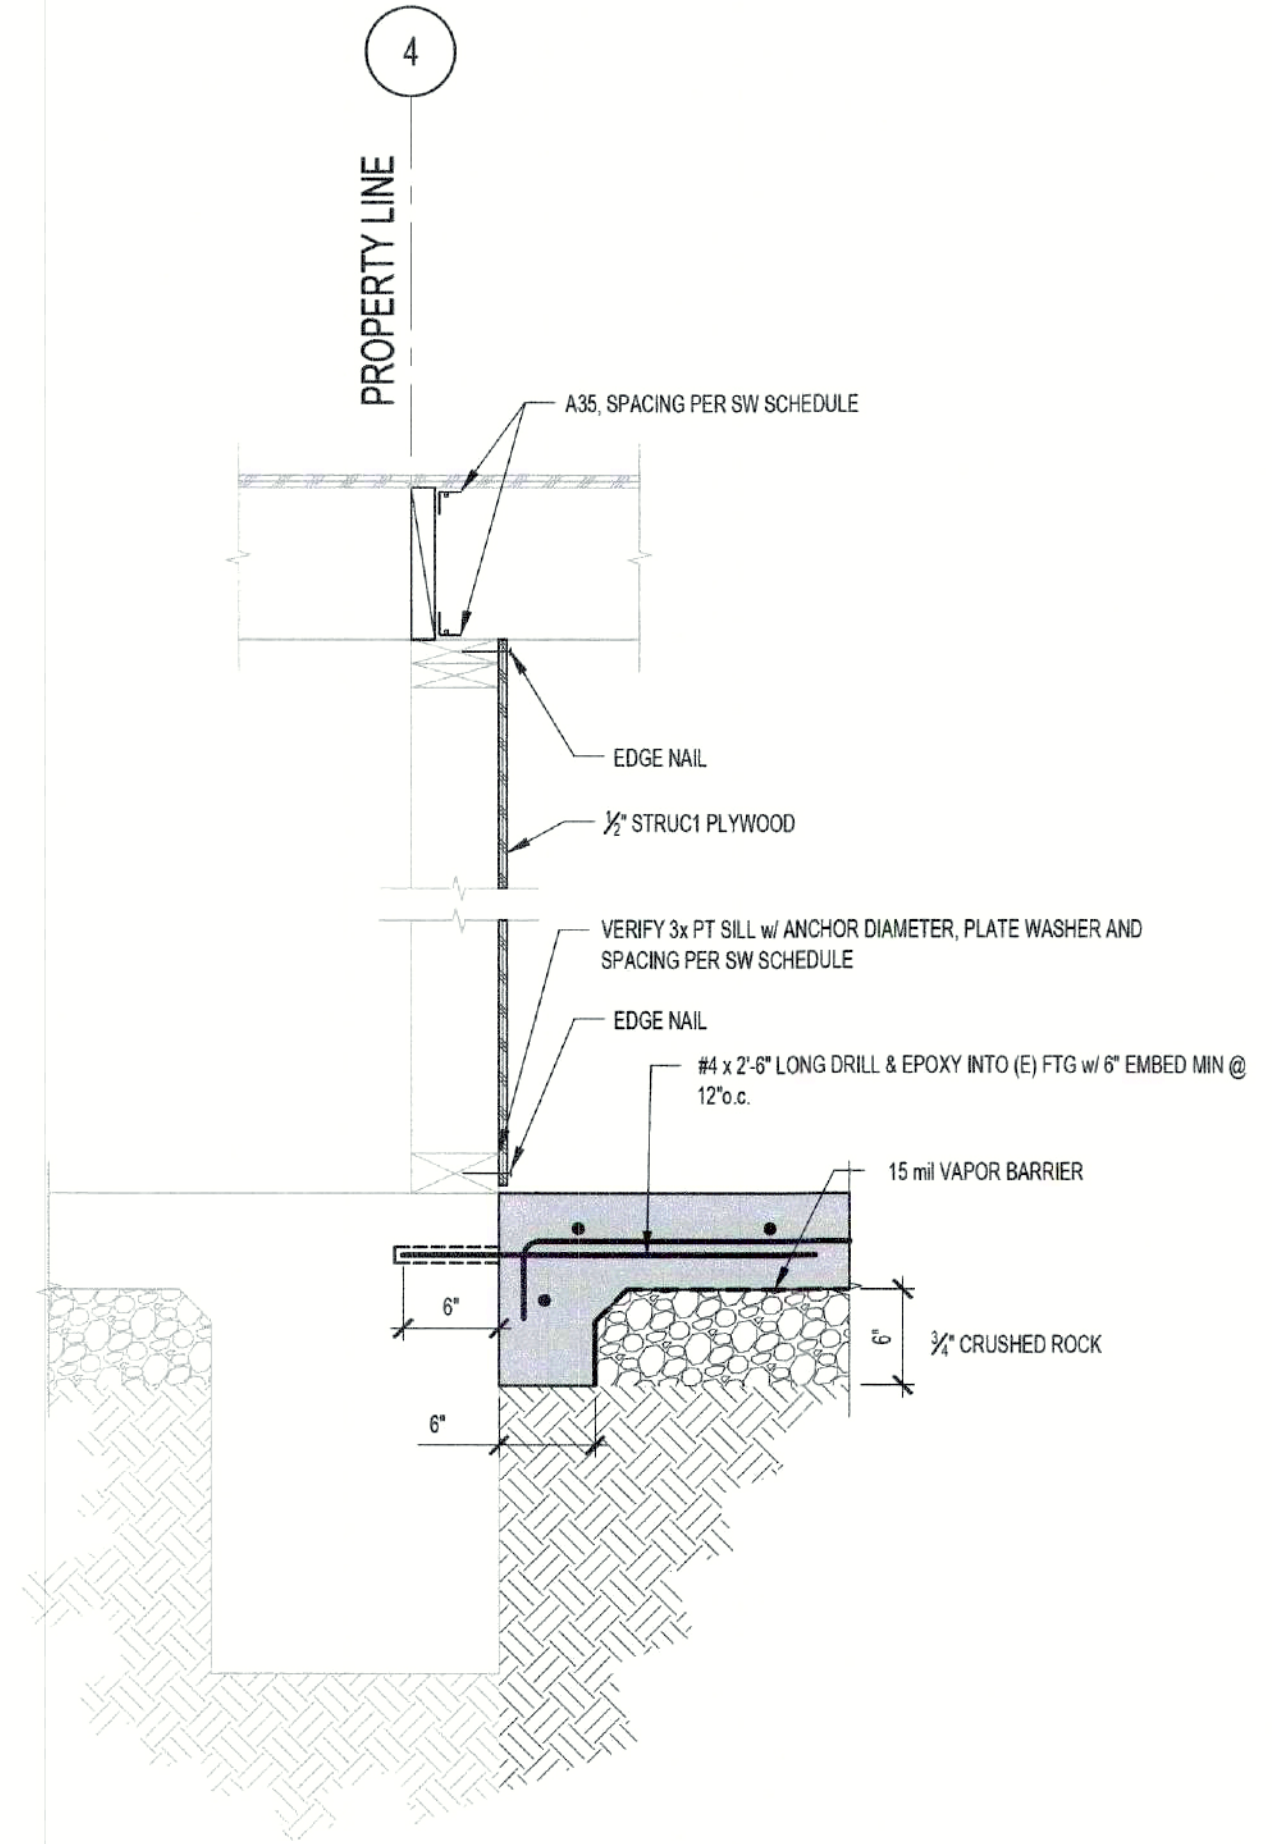 4
PROPERTY LINE
A35, SPACING PER SW SCHEDULE
EDGE NAIL
½" STRUC1 PLYWOOD
VERIFY 3x PT SILL w/ ANCHOR DIAMETER, PLATE WASHER AND
SPACING PER SW SCHEDULE
EDGE NAIL
#4 x 2'-6" LONG DRILL & EPOXY INTO (E) FTG w/ 6" EMBED MIN @
12"o.c.
15 mil VAPOR BARRIER
6"
6"
¾" CRUSHED ROCK
6"